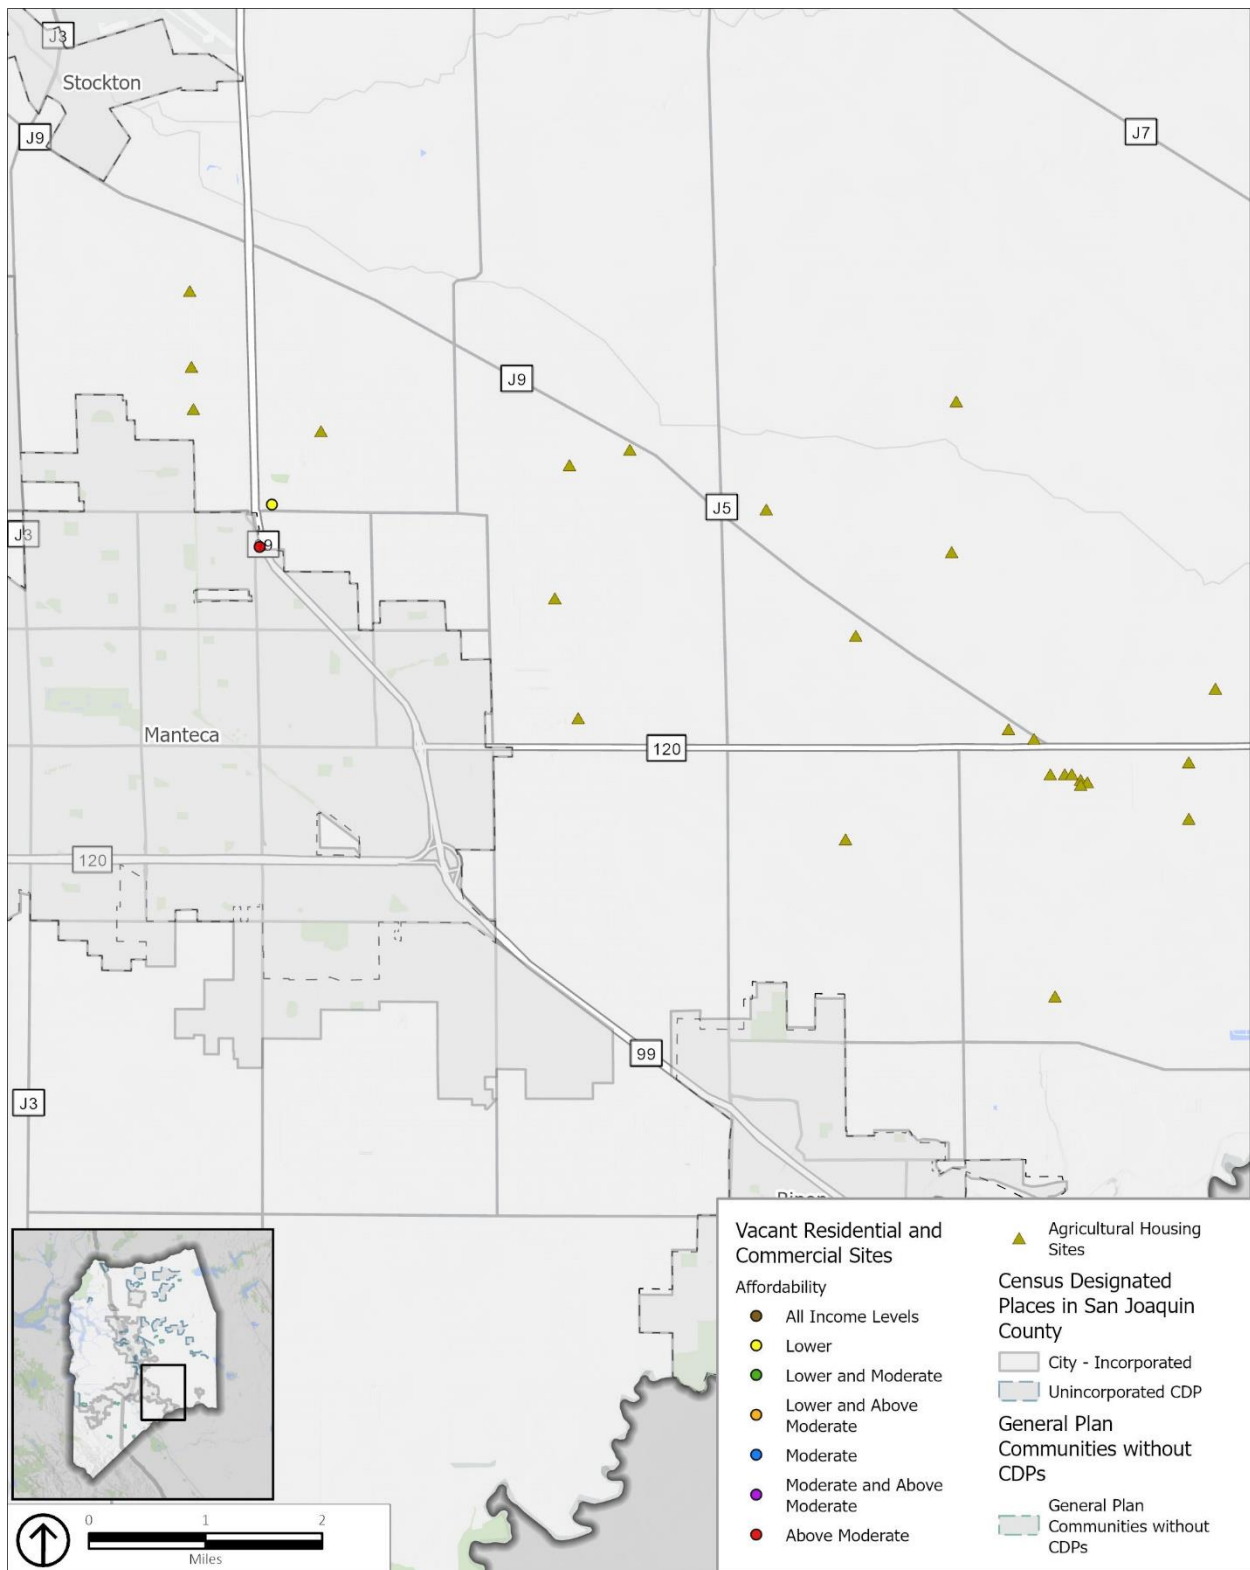 J3
Stockton
J9
J7
J9
J5
J3
99
Manteca
120
120
99
J3
Ripon
Vacant Residential and
Commercial Sites
Affordability
All Income Levels
Lower
Lower and Moderate
Lower and Above
Moderate
Moderate
Moderate and Above
Moderate
Above Moderate
Agricultural Housing
Sites
Census Designated
Places in San Joaquin
County
City - Incorporated
Unincorporated CDP
General Plan
Communities without
CDPs
General Plan
Communities without
CDPs
0
1
2
Miles